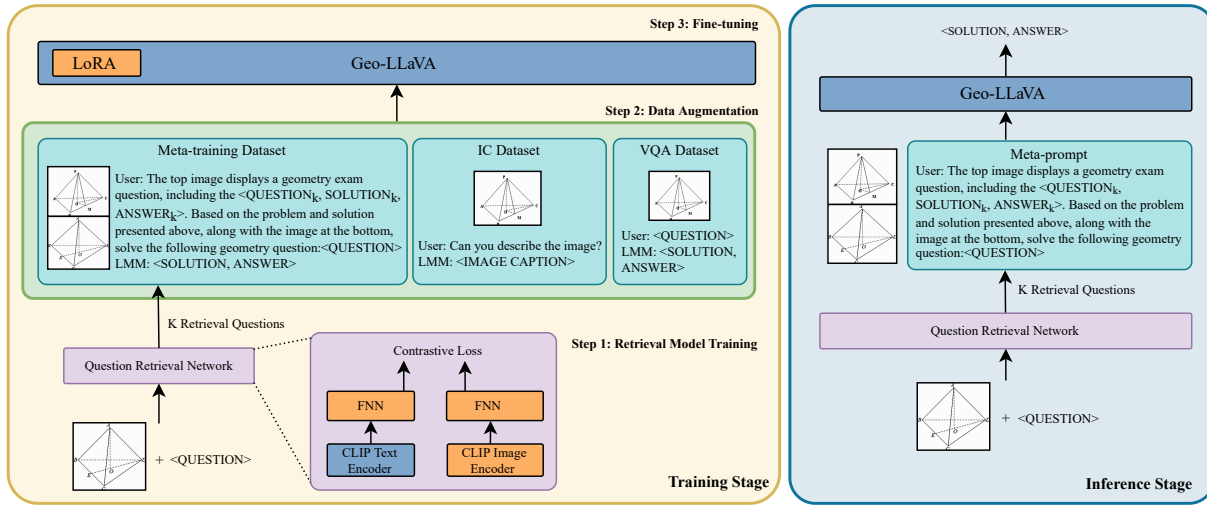 Step 3: Fine-tuning
LoRA
Geo-LLaVA
Step 2: Data Augmentation
Meta-training Dataset
User: The top image displays a geometry exam
question, including the <QUESTIONk, SOLUTIONk,
ANSWERk>. Based on the problem and solution
presented above, along with the image at the bottom,
solve the following geometry question:<QUESTION>
LMM: <SOLUTION, ANSWER>
IC Dataset
User: Can you describe the image?
LMM: <IMAGE CAPTION>
VQA Dataset
User: <QUESTION>
LMM: <SOLUTION,
ANSWER>
K Retrieval Questions
Question Retrieval Network
+ <QUESTION>
Step 1: Retrieval Model Training
Contrastive Loss
FNN
FNN
CLIP Text
Encoder
CLIP Image
Encoder
Training Stage
<SOLUTION, ANSWER>
Geo-LLaVA
Meta-prompt
User: The top image displays a geometry exam
question, including the <QUESTIONk,
SOLUTIONk, ANSWERk>. Based on the problem
and solution presented above, along with the
image at the bottom, solve the following geometry
question:<QUESTION>
K Retrieval Questions
Question Retrieval Network
+ <QUESTION>
Inference Stage